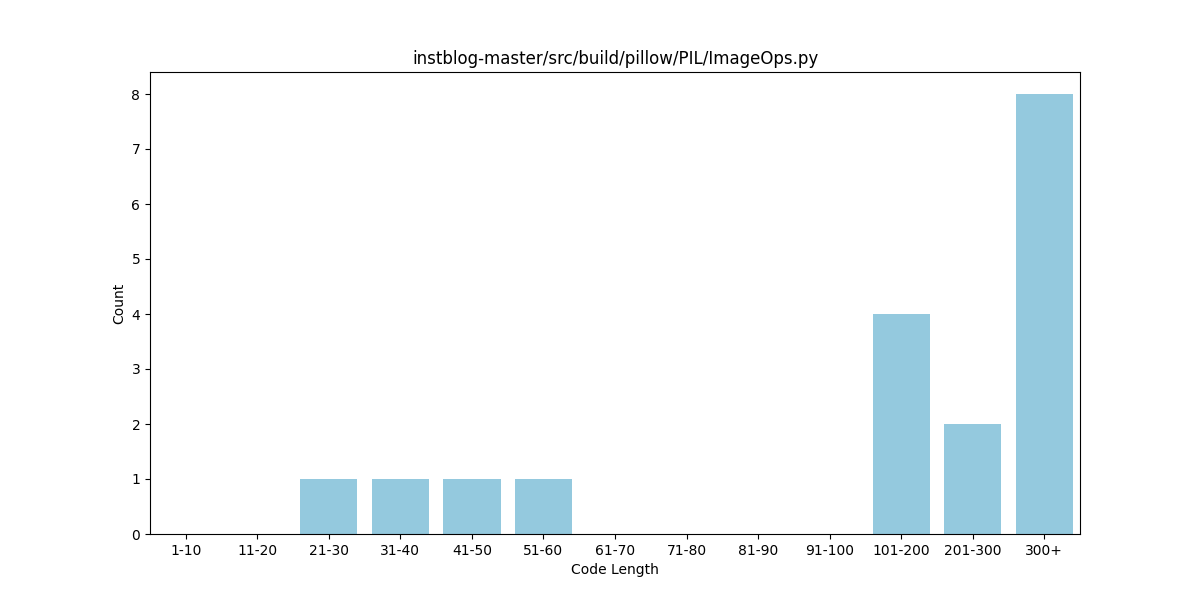 instblog-master/src/build/pillow/PIL/ImageOps.py
8
7
6
5
4
3
2
1
0
Count
1-10 11-20 21-30 31-40 41-50 51-60 61-70 71-80 81-90 91-100 101-200 201-300 300+
Code Length